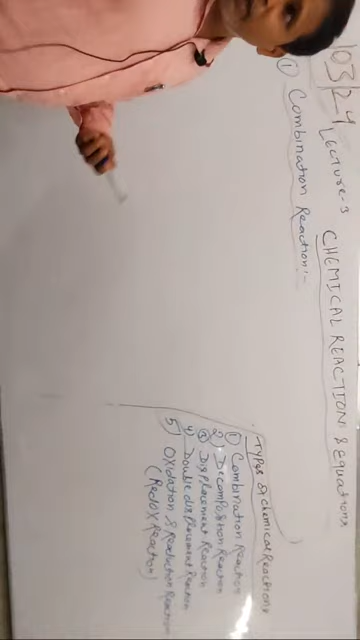 03/24
Lecture-3 CHEMICAL REACTION & Equations
① Combination Reaction:-
Types of chemical Reactions
① Combination Reaction
2) Decomposition Reaction
③ Displacement Reaction
4) Double displacement Reaction
5) Oxidation & Reduction Reaction
(Redox Reaction)